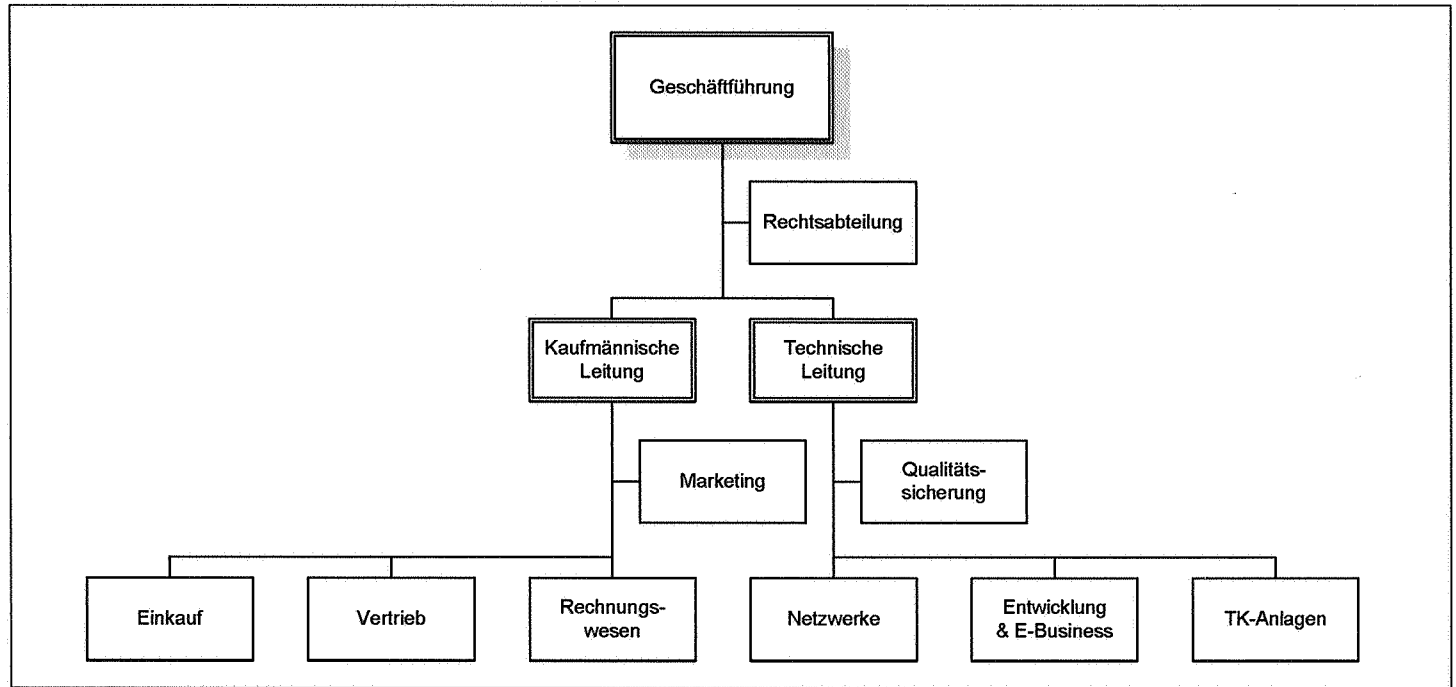 Geschäftführung
Rechtsabteilung
Kaufmännische
Leitung
Technische
Leitung
Marketing
Qualitäts-
sicherung
Einkauf
Vertrieb
Rechnungs-
wesen
Netzwerke
Entwicklung
& E-Business
TK-Anlagen